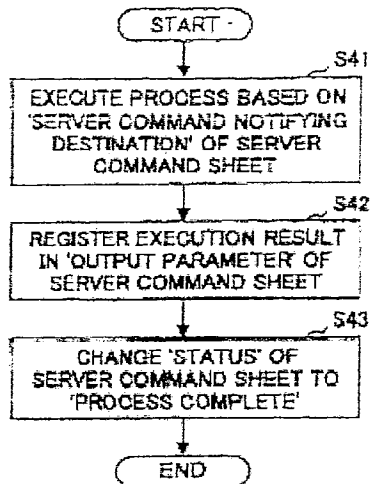 START
S41
EXECUTE PROCESS BASED ON
'SERVER COMMAND NOTIFYING
DESTINATION' OF SERVER
COMMAND SHEET
S42
REGISTER EXECUTION RESULT
IN 'OUTPUT PARAMETER' OF
SERVER COMMAND SHEET
S43
CHANGE 'STATUS' OF
SERVER COMMAND SHEET TO
'PROCESS COMPLETE'
END